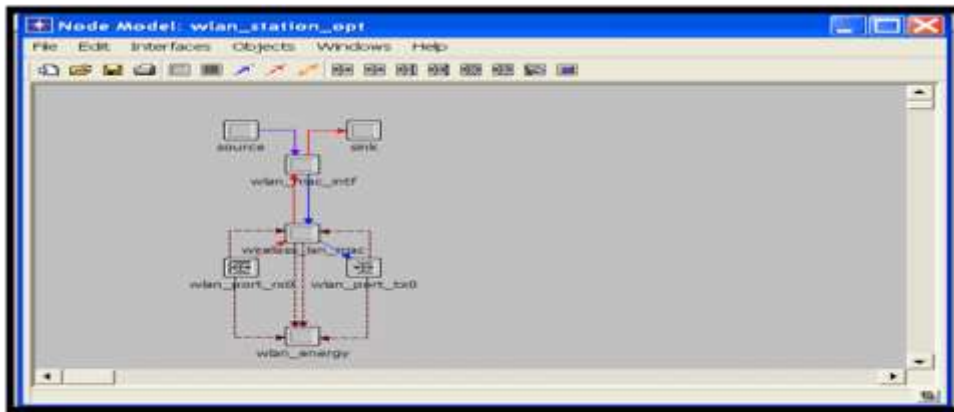 Node Model: wlan_station_opt
File Edit Interfaces Objects Windows Help
source sink
wlan_mac_intf
wireless_lan_mac
wlan_port_rx0 wlan_port_tx0
wlan_energy